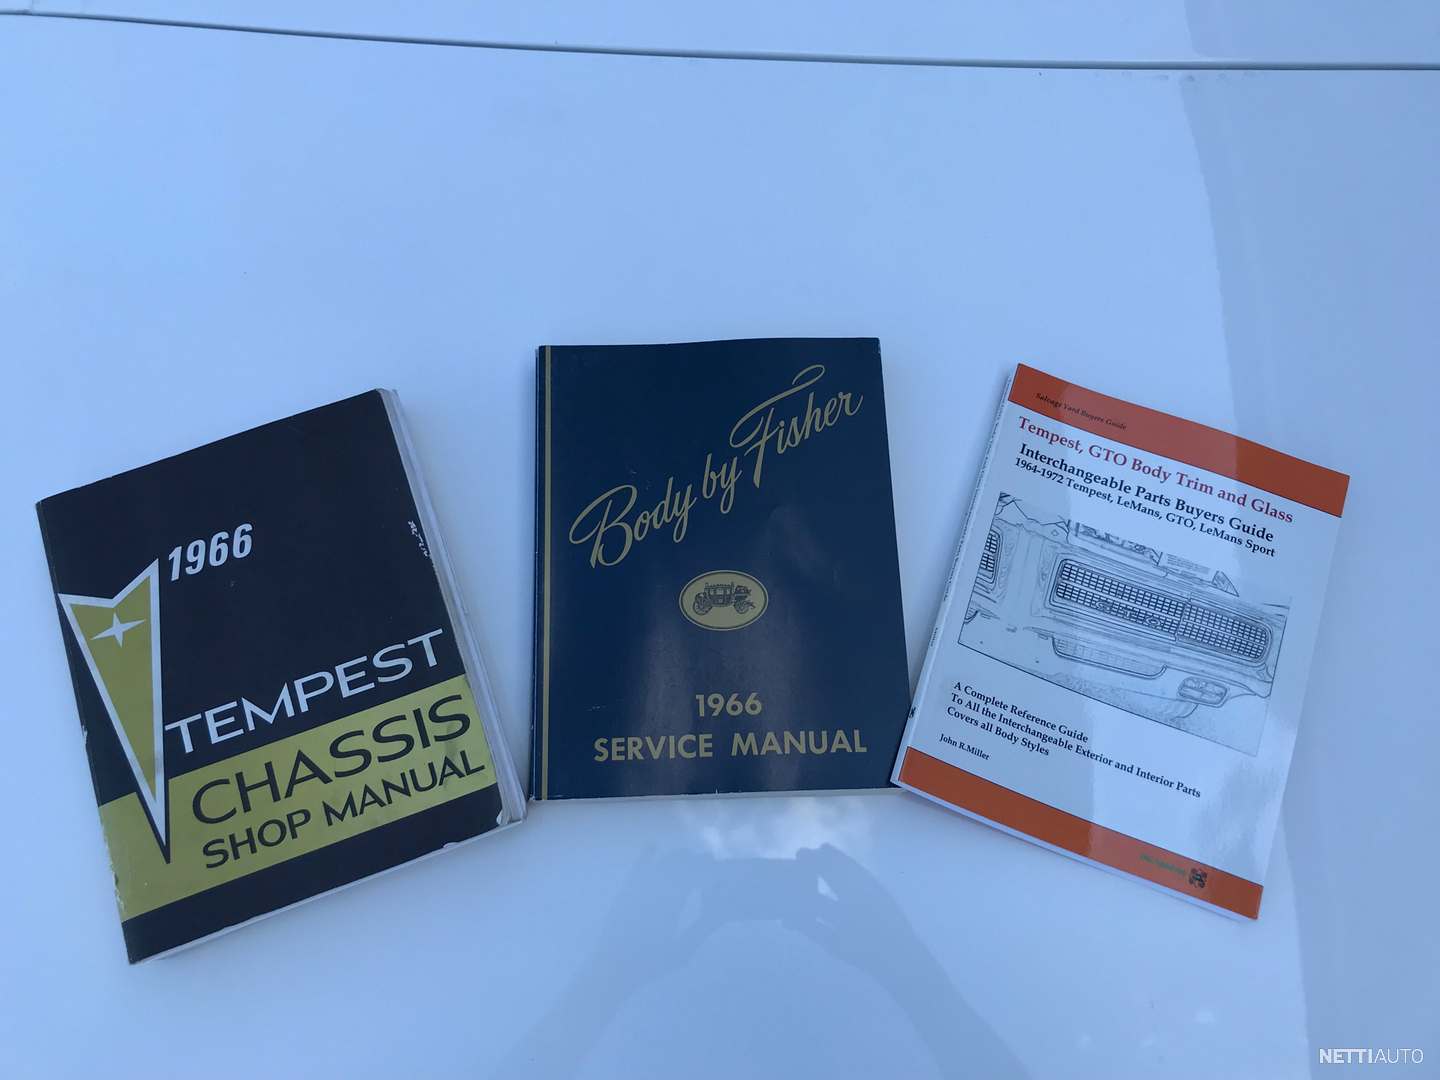 1966
TEMPEST
CHASSIS
SHOP MANUAL
Body by Fisher
1966
SERVICE MANUAL
Salvage Yard Buyers Guide
Tempest, GTO Body Trim and Glass
Interchangeable Parts Buyers Guide
1964-1972 Tempest, LeMans, GTO, LeMans Sport
A Complete Reference Guide
To All the Interchangeable Exterior and Interior Parts
Covers all Body Styles
John R.Miller
NETTIAUTO